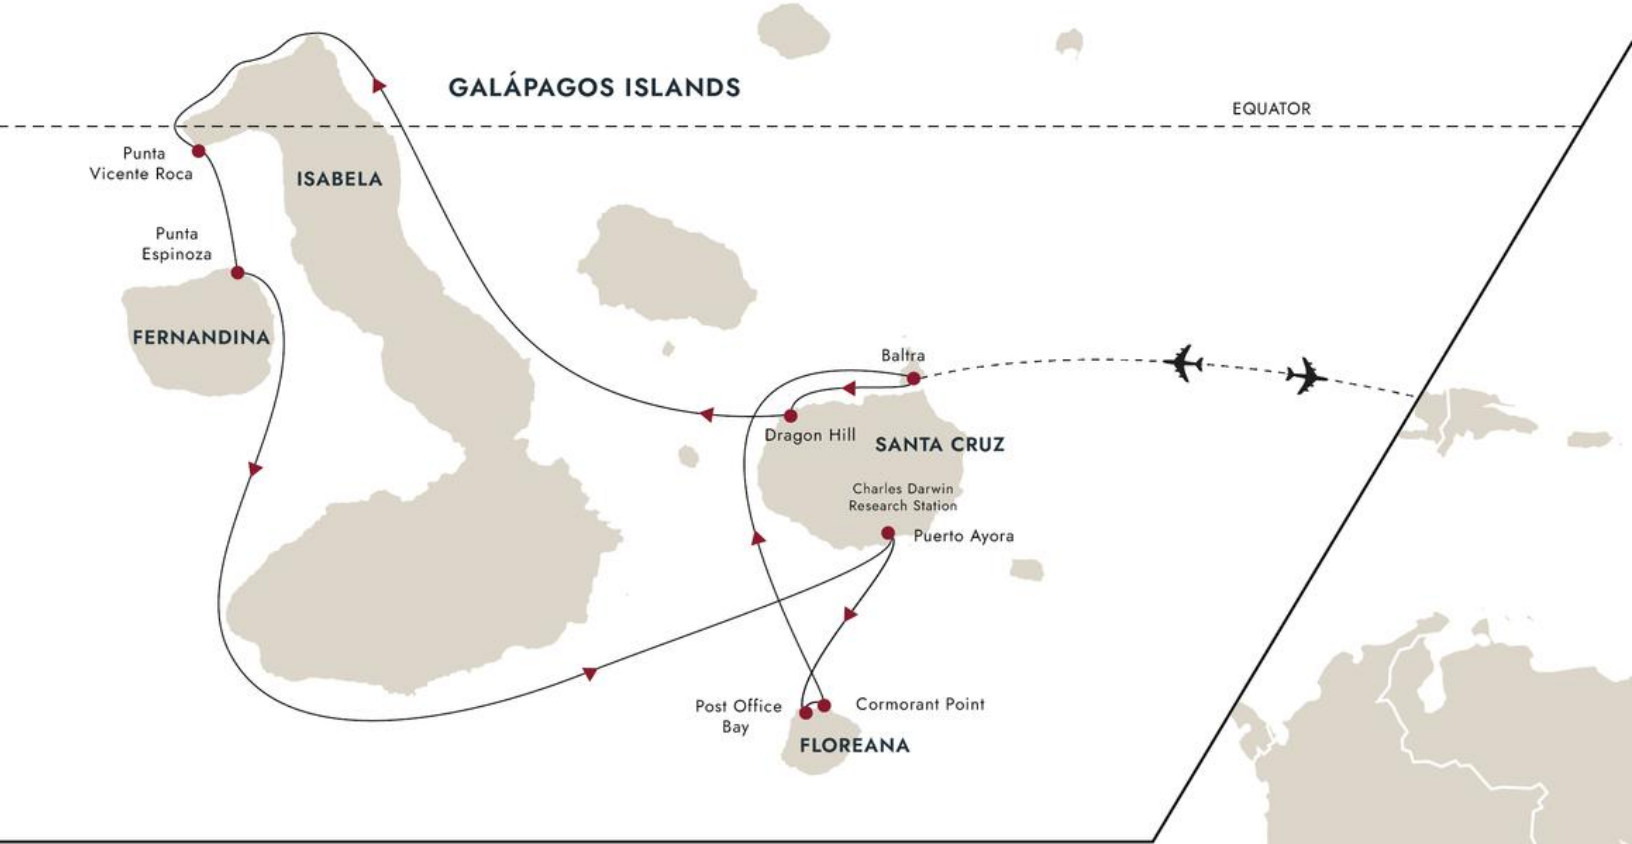 GALÁPAGOS ISLANDS
EQUATOR
Punta
Vicente Roca
ISABELA
Punta
Espinoza
FERNANDINA
Baltra
Dragon Hill
SANTA CRUZ
Charles Darwin
Research Station
Puerto Ayora
Post Office
Bay
Cormorant Point
FLOREANA